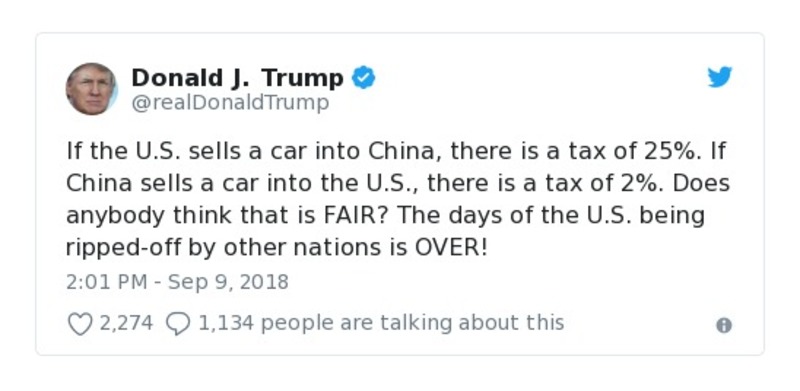 Donald J. Trump
@realDonaldTrump
If the U.S. sells a car into China, there is a tax of 25%. If
China sells a car into the U.S., there is a tax of 2%. Does
anybody think that is FAIR? The days of the U.S. being
ripped-off by other nations is OVER!
2:01 PM - Sep 9, 2018
2,274 1,134 people are talking about this